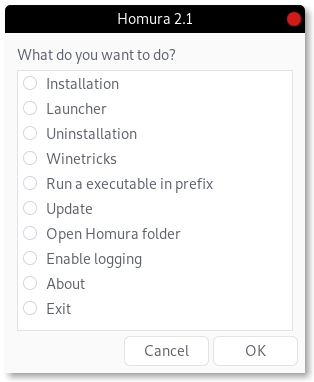 Homura 2.1
What do you want to do?
Installation
Launcher
Uninstallation
Winetricks
Run a executable in prefix
Update
Open Homura folder
Enable logging
About
Exit
Cancel OK